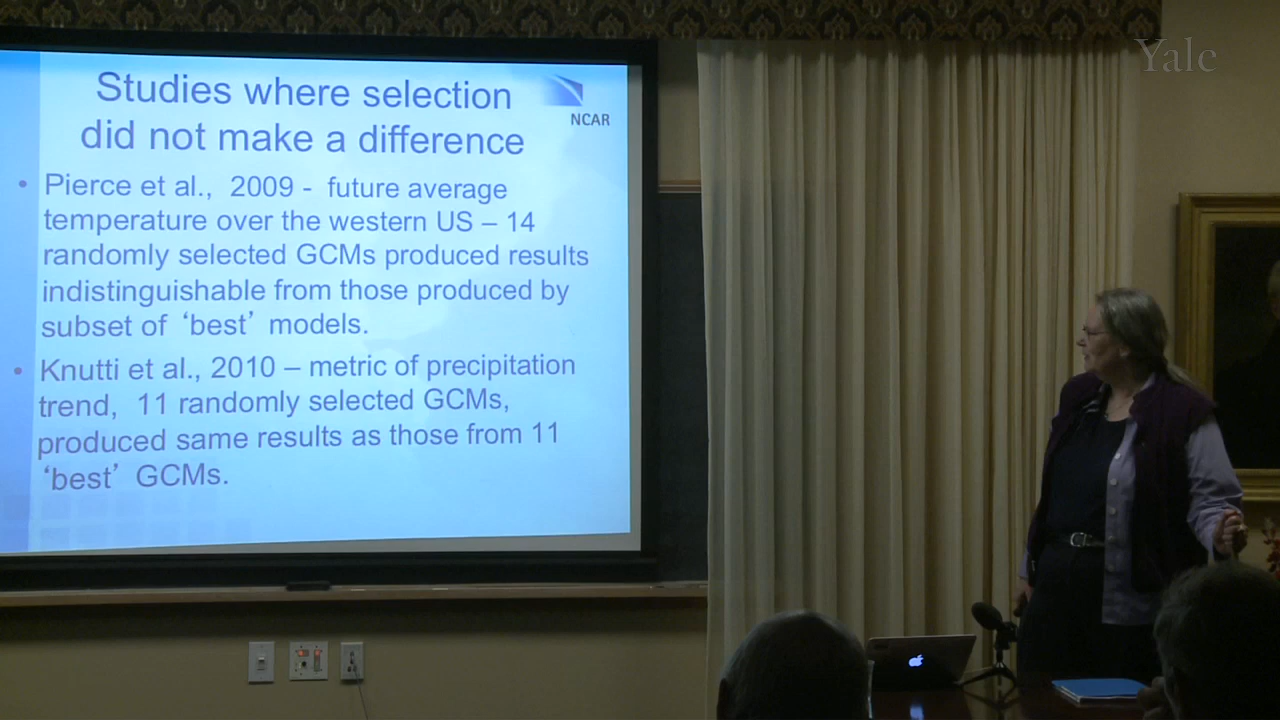 Yale
Studies where selection
did not make a difference
NCAR
• Pierce et al., 2009 - future average
temperature over the western US – 14
randomly selected GCMs produced results
indistinguishable from those produced by
subset of ‘best’ models.
• Knutti et al., 2010 – metric of precipitation
trend, 11 randomly selected GCMs,
produced same results as those from 11
‘best’ GCMs.